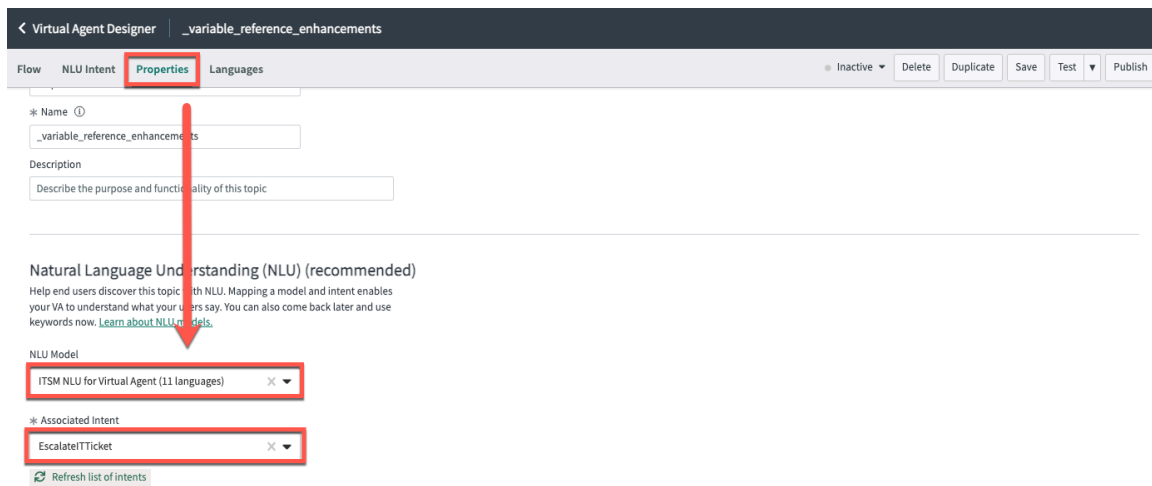 Virtual Agent Designer _variable_reference_enhancements
Flow NLU Intent Properties Languages Inactive Delete Duplicate Save Test Publish
* Name
_variable_reference_enhancements
Description
Describe the purpose and functionality of this topic
Natural Language Understanding (NLU) (recommended)
Help end users discover this topic with NLU. Mapping a model and intent enables
your VA to understand what your users say. You can also come back later and use
keywords now. Learn about NLU models.
NLU Model
ITSM NLU for Virtual Agent (11 languages)
* Associated Intent
EscalateITTicket
Refresh list of intents